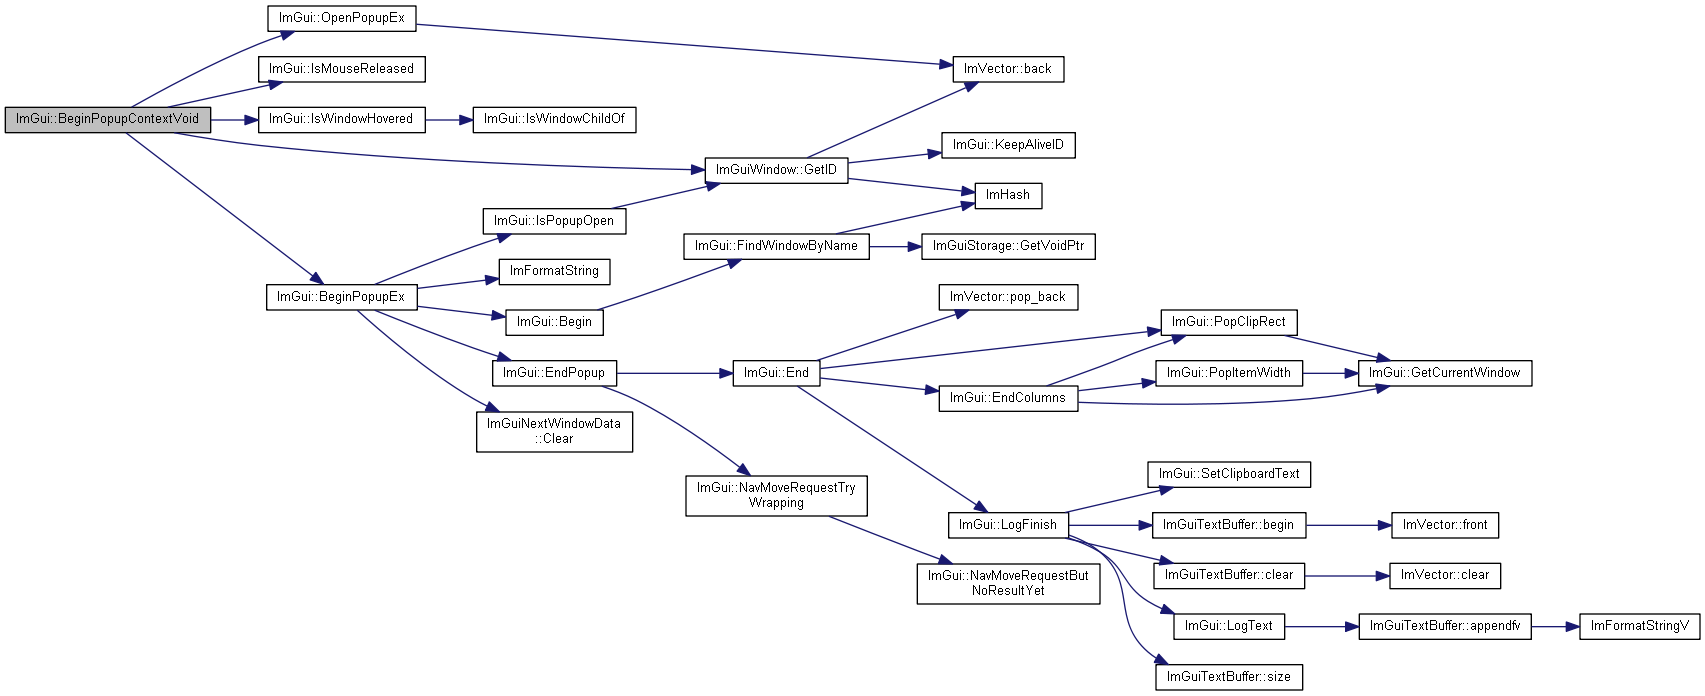 ImGui::OpenPopupEx
ImGui::IsMouseReleased
ImVector::back
ImGui::BeginPopupContextVoid
ImGui::IsWindowHovered
ImGui::IsWindowChildOf
ImGui::KeepAliveID
ImGuiWindow::GetID
ImHash
ImGui::IsPopupOpen
ImGui::FindWindowByName
ImGuiStorage::GetVoidPtr
ImFormatString
ImGui::BeginPopupEx
ImVector::pop_back
ImGui::Begin
ImGui::PopClipRect
ImGui::EndPopup
ImGui::End
ImGui::PopItemWidth
ImGui::GetCurrentWindow
ImGui::EndColumns
ImGuiNextWindowData
::Clear
ImGui::SetClipboardText
ImGui::NavMoveRequestTry
Wrapping
ImGui::LogFinish
ImGuiTextBuffer::begin
ImVector::front
ImGui::NavMoveRequestBut
NoResultYet
ImGuiTextBuffer::clear
ImVector::clear
ImGui::LogText
ImGuiTextBuffer::appendfv
ImFormatStringV
ImGuiTextBuffer::size